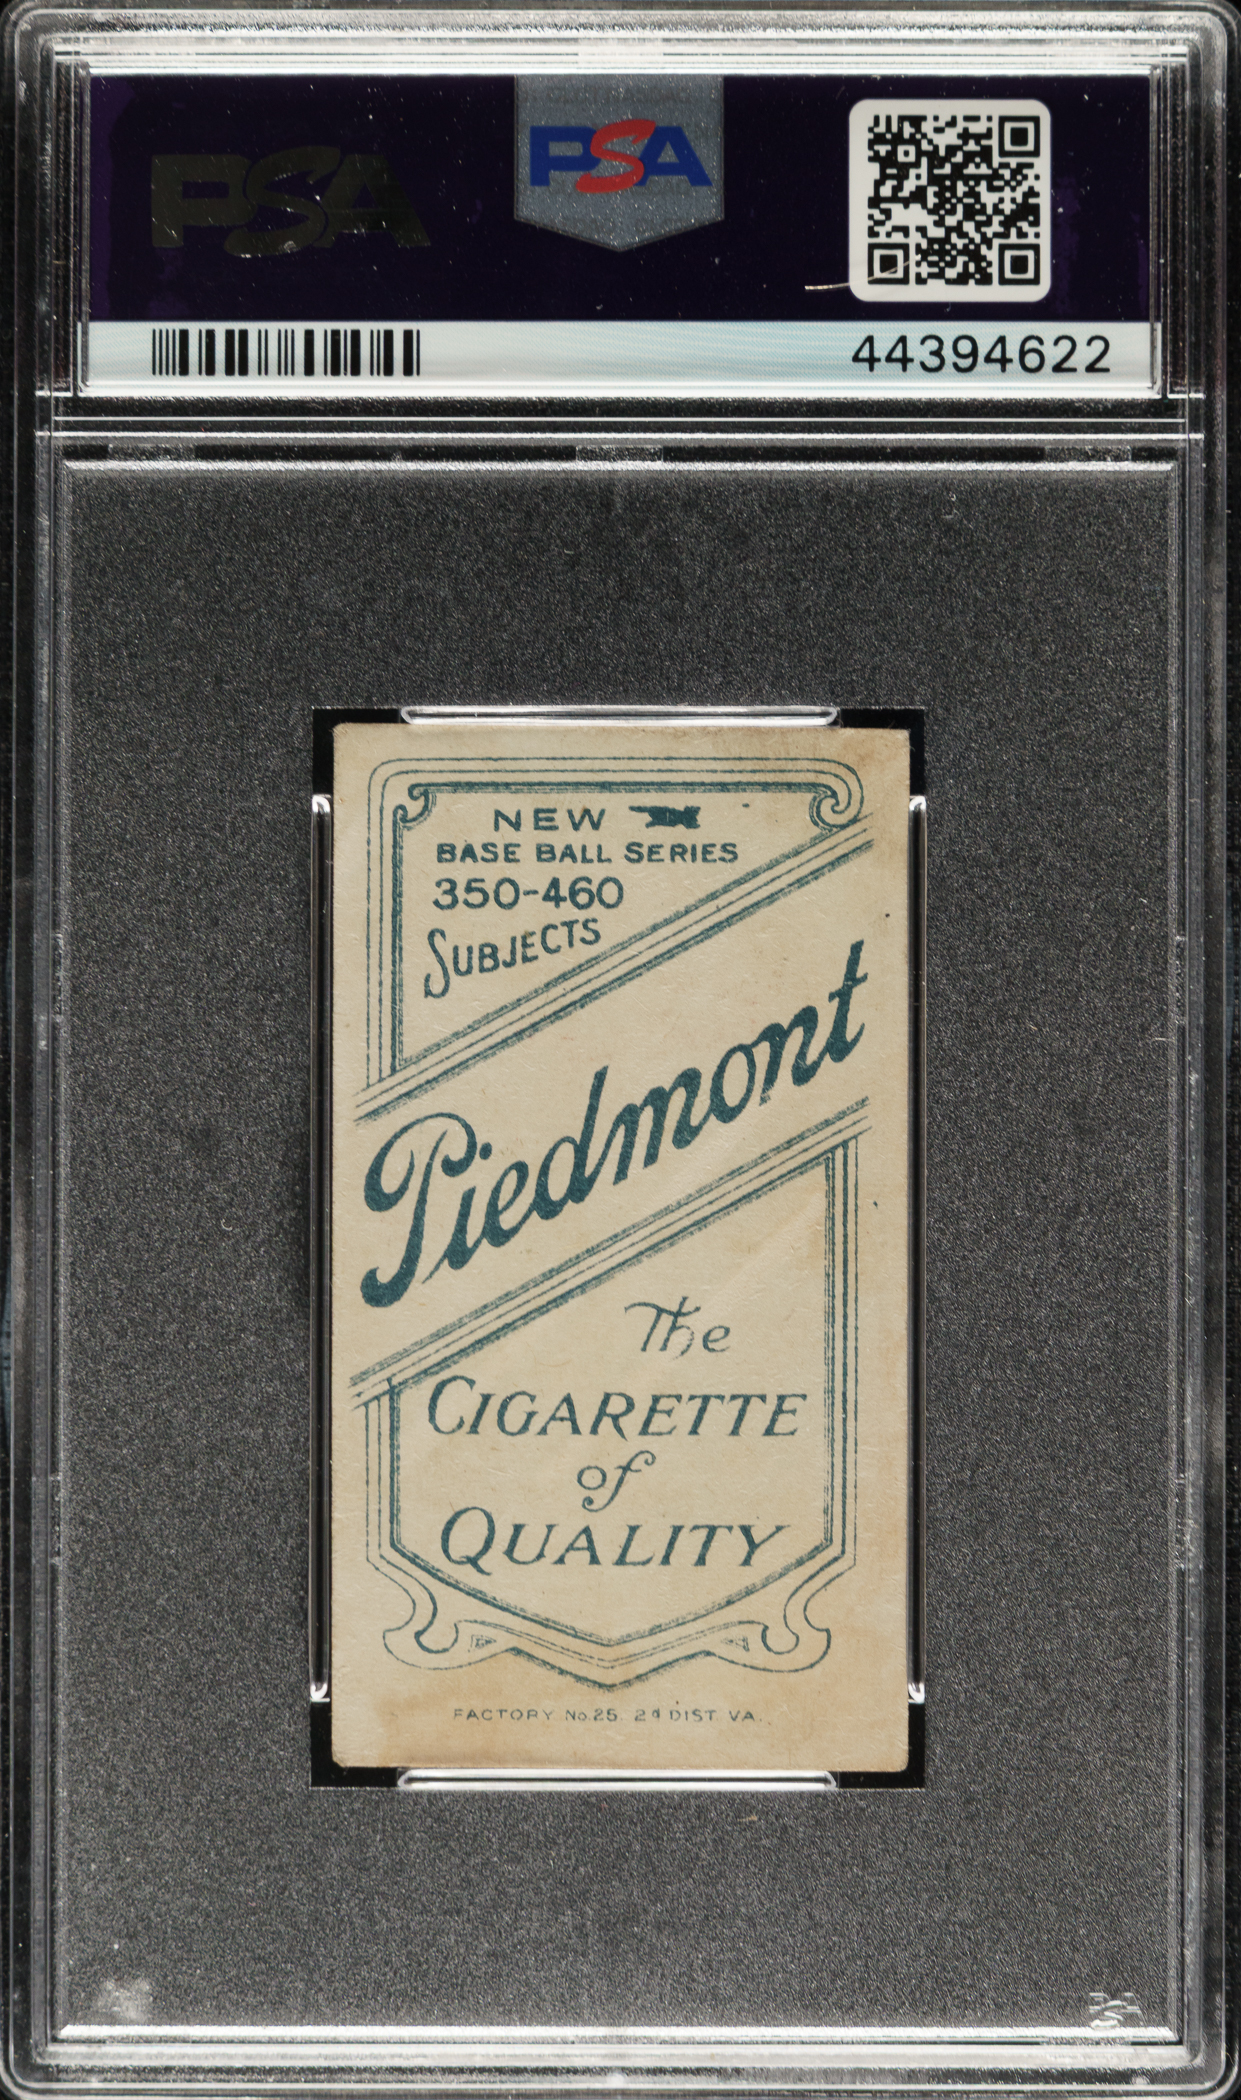 PSA
PSA
44394622
NEW
BASE BALL SERIES
350-460
SUBJECTS
Piedmont
The
CIGARETTE
of
QUALITY
FACTORY No. 25. 2d DIST. VA.
PSA